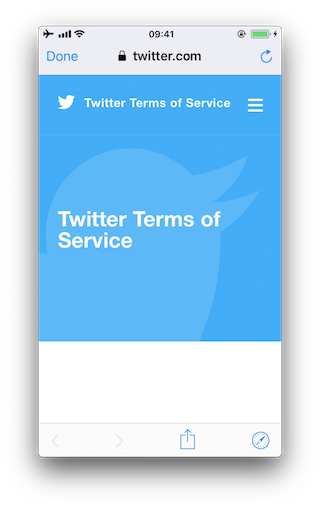 09:41
Done
twitter.com
Twitter Terms of Service
Twitter Terms of
Service